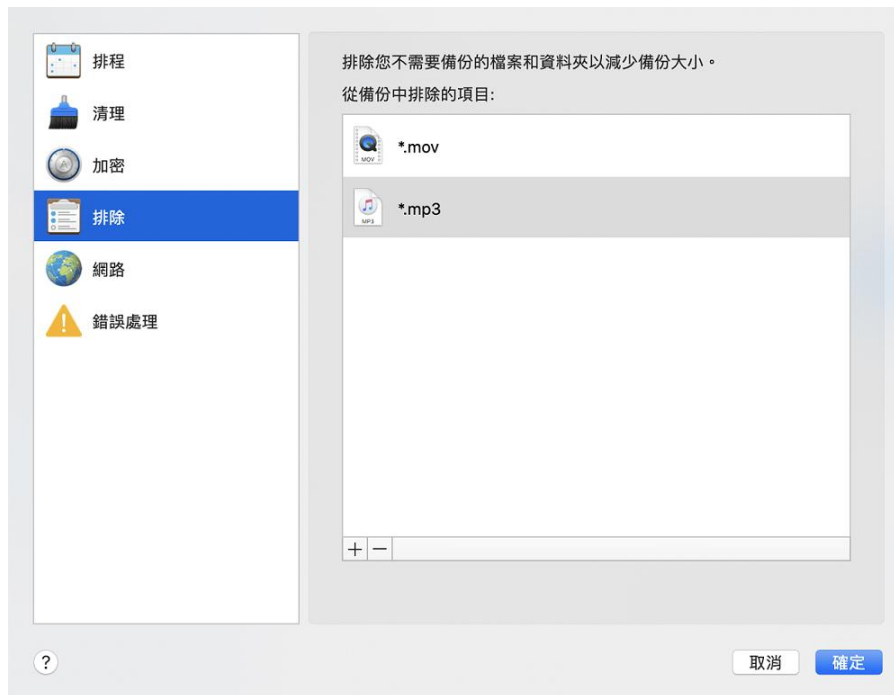 排程
清理
加密
排除
網路
錯誤處理
排除您不需要備份的檔案和資料夾以減少備份大小。
從備份中排除的項目:
MOV
*.mov
MP3
*.mp3
+ −
?
取消
確定